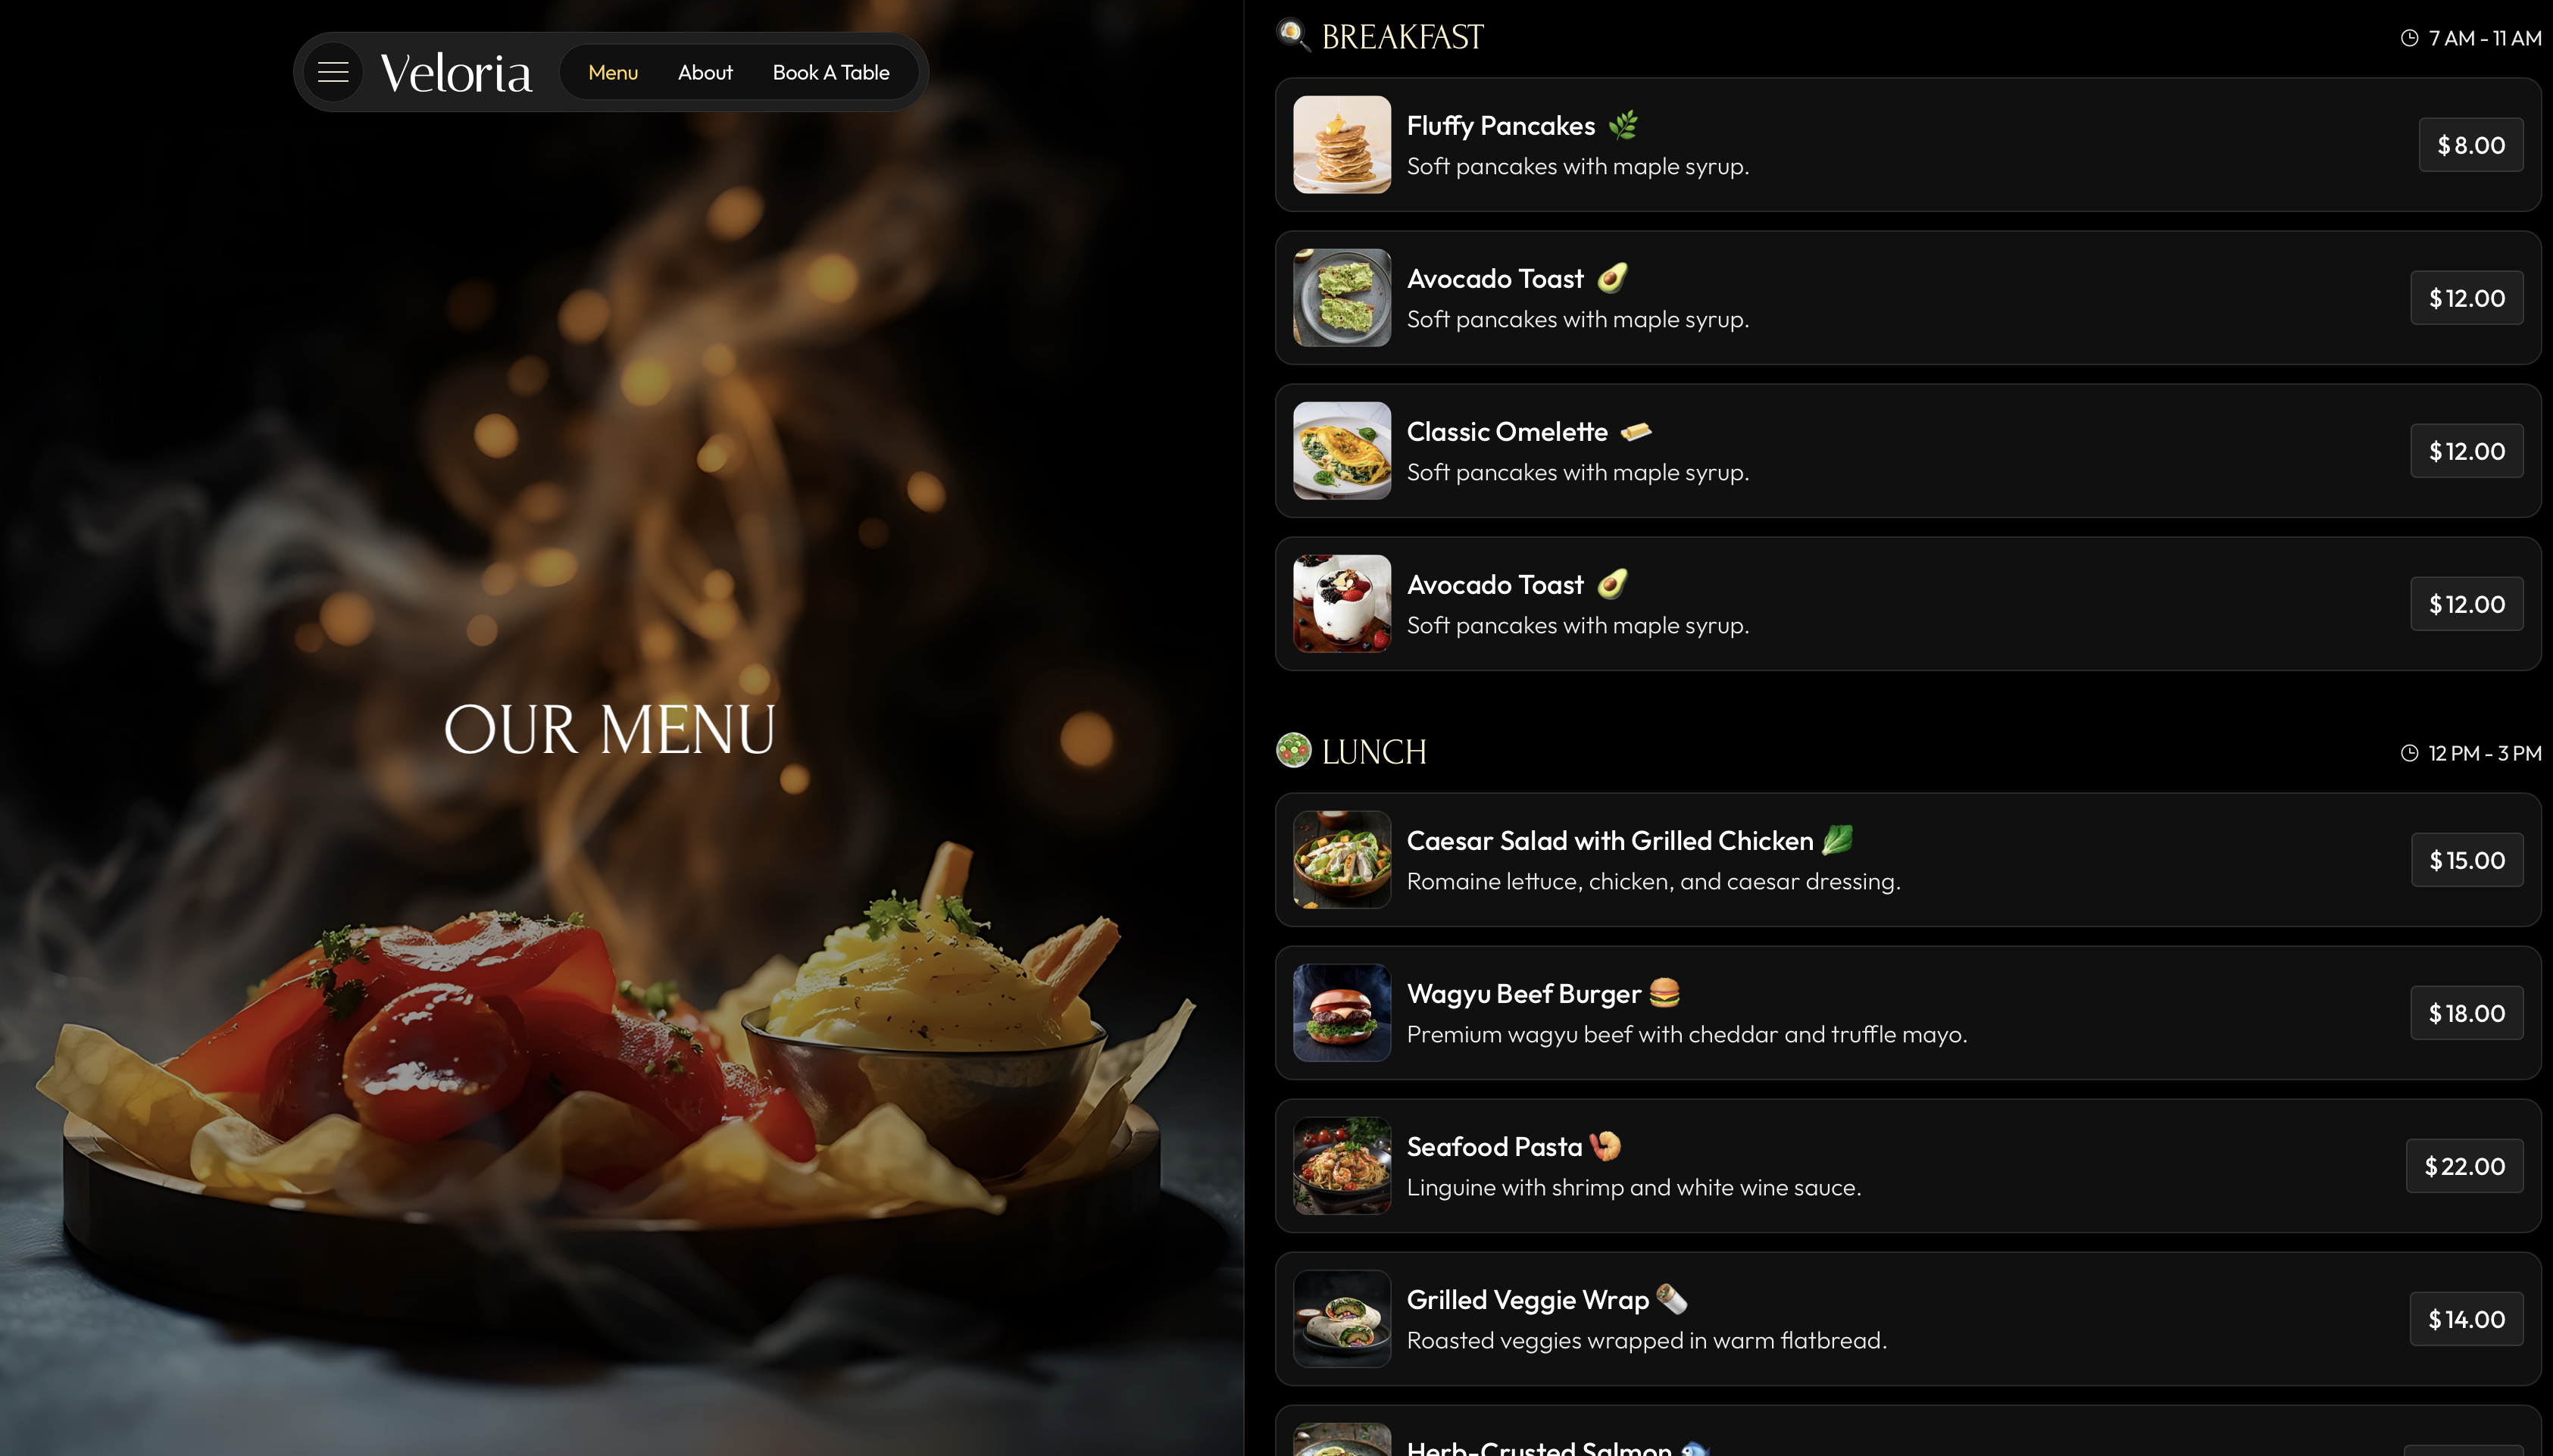 Veloria
Menu
About
Book A Table
OUR MENU
BREAKFAST
7 AM - 11 AM
Fluffy Pancakes
Soft pancakes with maple syrup.
$ 8.00
Avocado Toast
Soft pancakes with maple syrup.
$ 12.00
Classic Omelette
Soft pancakes with maple syrup.
$ 12.00
Avocado Toast
Soft pancakes with maple syrup.
$ 12.00
LUNCH
12 PM - 3 PM
Caesar Salad with Grilled Chicken
Romaine lettuce, chicken, and caesar dressing.
$ 15.00
Wagyu Beef Burger
Premium wagyu beef with cheddar and truffle mayo.
$ 18.00
Seafood Pasta
Linguine with shrimp and white wine sauce.
$ 22.00
Grilled Veggie Wrap
Roasted veggies wrapped in warm flatbread.
$ 14.00
Herb-Crusted Salmon